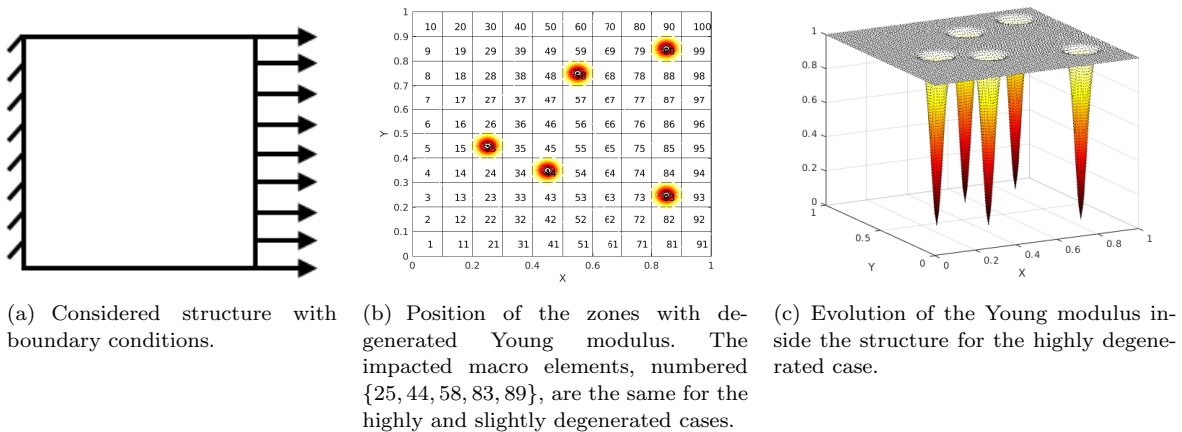 1
10 20 30 40 50 60 70 80 90 100
0.9
9 19 29 39 49 59 69 79 99
0.8
8 18 28 38 48 68 78 88 98
0.7
7 17 27 37 47 57 67 77 87 97
0.6
6 16 26 36 46 56 66 76 86 96
0.5
5 15 35 45 55 65 75 85 95
0.4
4 14 24 34 54 64 74 84 94
0.3
3 13 23 33 43 53 63 73 93
0.2
2 12 22 32 42 52 62 72 82 92
0.1
1 11 21 31 41 51 61 71 81 91
0
0 0.2 0.4 0.6 0.8 1
X
Y
1
0.8
0.6
0.4
0.2
0
1
0.5
0
Y
0
0.2
0.4
0.6
0.8
1
X
(a) Considered structure with
boundary conditions.
(b) Position of the zones with de-
generated Young modulus. The
impacted macro elements, numbered
{25, 44, 58, 83, 89}, are the same for the
highly and slightly degenerated cases.
(c) Evolution of the Young modulus in-
side the structure for the highly degene-
rated case.